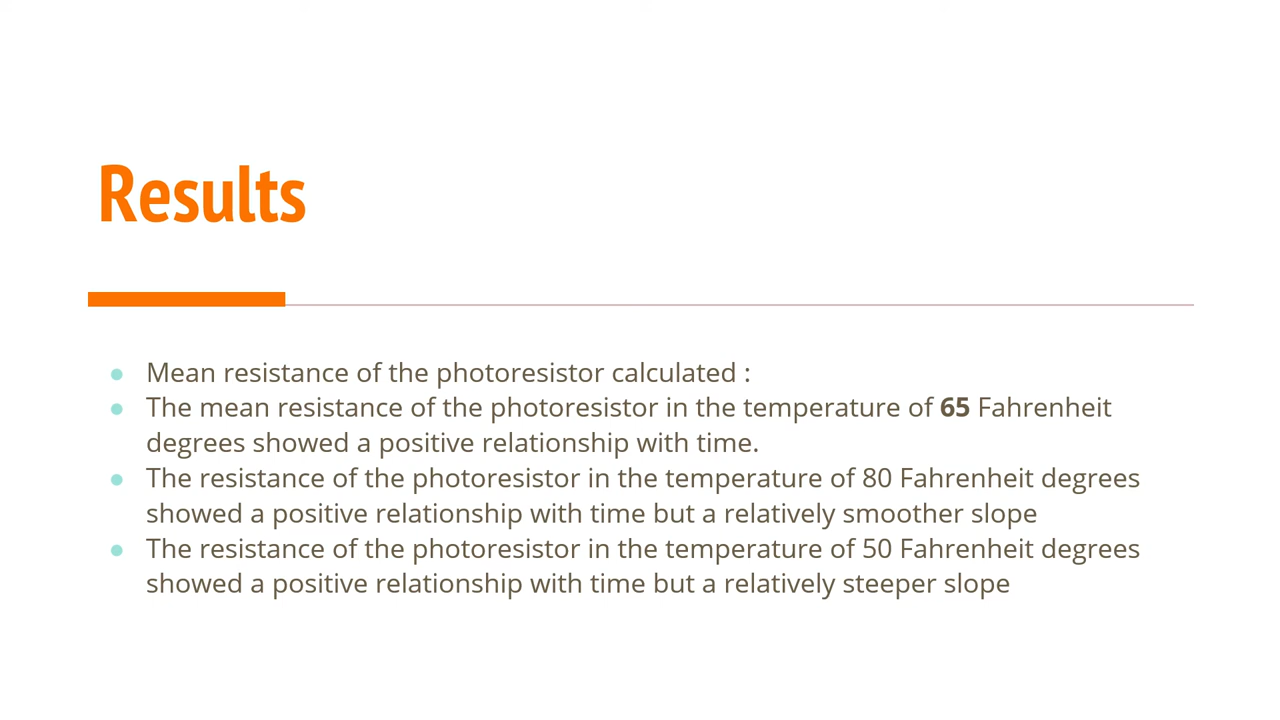 Results
● Mean resistance of the photoresistor calculated :
● The mean resistance of the photoresistor in the temperature of 65 Fahrenheit
degrees showed a positive relationship with time.
● The resistance of the photoresistor in the temperature of 80 Fahrenheit degrees
showed a positive relationship with time but a relatively smoother slope
● The resistance of the photoresistor in the temperature of 50 Fahrenheit degrees
showed a positive relationship with time but a relatively steeper slope